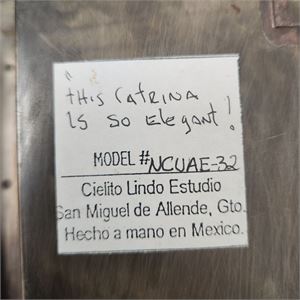 "
THIS CATRINA
IS SO ELEGANT!
MODEL # NCUAE-32
Cielito Lindo Estudio
San Miguel de Allende, Gto.
Hecho a mano en Mexico.